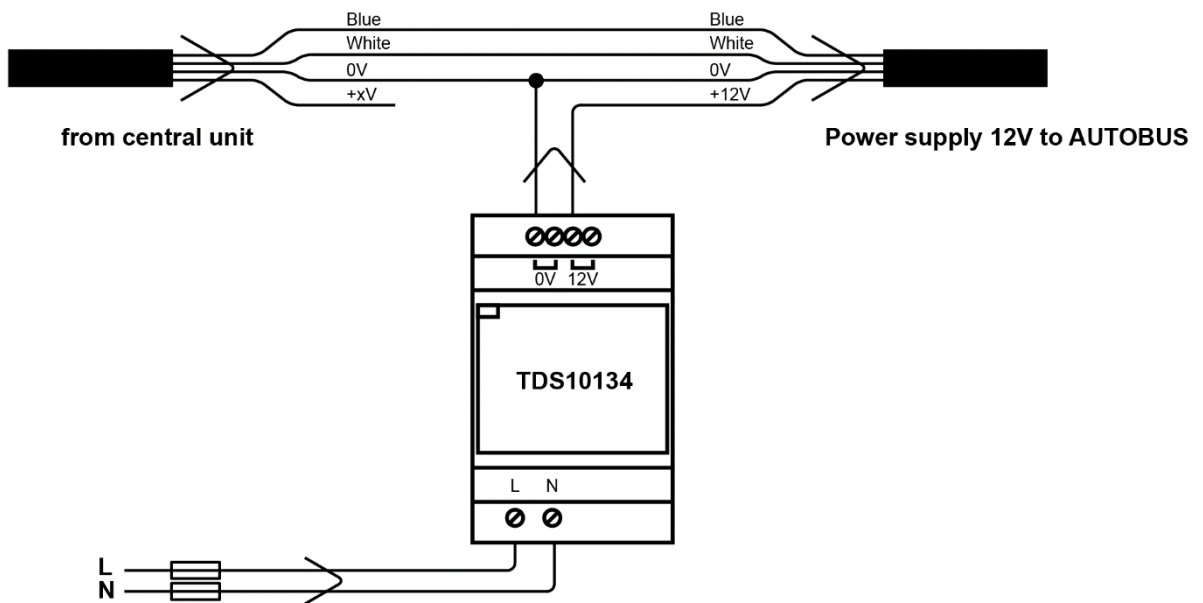 Blue Blue
White White
0V 0V
+xV +12V
from central unit Power supply 12V to AUTOBUS
0V 12V
TDS10134
L N
L
N